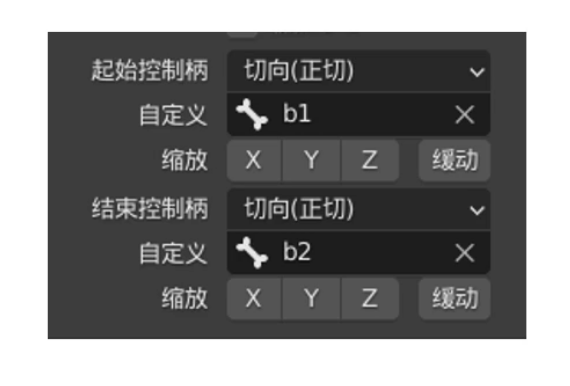 起始控制柄 切向(正切)
自定义 b1
缩放 X Y Z 缓动
结束控制柄 切向(正切)
自定义 b2
缩放 X Y Z 缓动